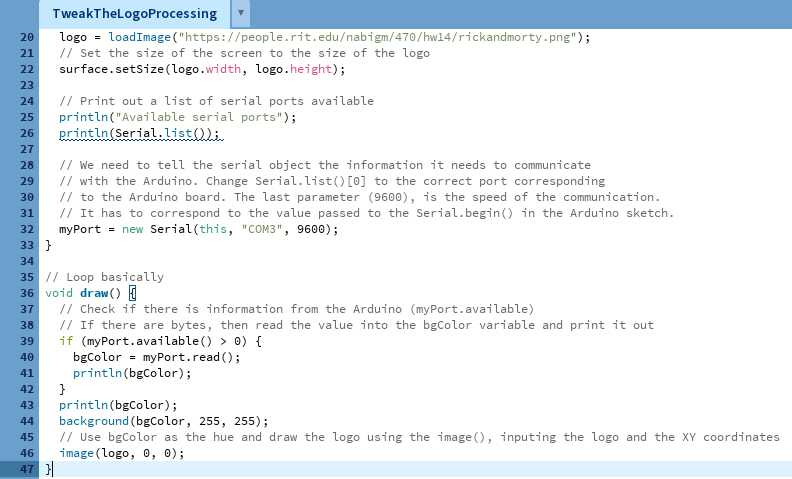 TweakTheLogoProcessing ▼
20 logo = loadImage("https://people.rit.edu/nabigm/470/hw14/rickandmorty.png");
21 // Set the size of the screen to the size of the logo
22 surface.setSize(logo.width, logo.height);
23
24 // Print out a list of serial ports available
25 println("Available serial ports");
26 println(Serial.list());
27
28 // We need to tell the serial object the information it needs to communicate
29 // with the Arduino. Change Serial.list()[0] to the correct port corresponding
30 // to the Arduino board. The last parameter (9600), is the speed of the communication.
31 // It has to correspond to the value passed to the Serial.begin() in the Arduino sketch.
32 myPort = new Serial(this, "COM3", 9600);
33 }
34
35 // Loop basically
36 void draw() {
37 // Check if there is information from the Arduino (myPort.available)
38 // If there are bytes, then read the value into the bgColor variable and print it out
39 if (myPort.available() > 0) {
40 bgColor = myPort.read();
41 println(bgColor);
42 }
43 println(bgColor);
44 background(bgColor, 255, 255);
45 // Use bgColor as the hue and draw the logo using the image(), inputing the logo and the XY coordinates
46 image(logo, 0, 0);
47 }